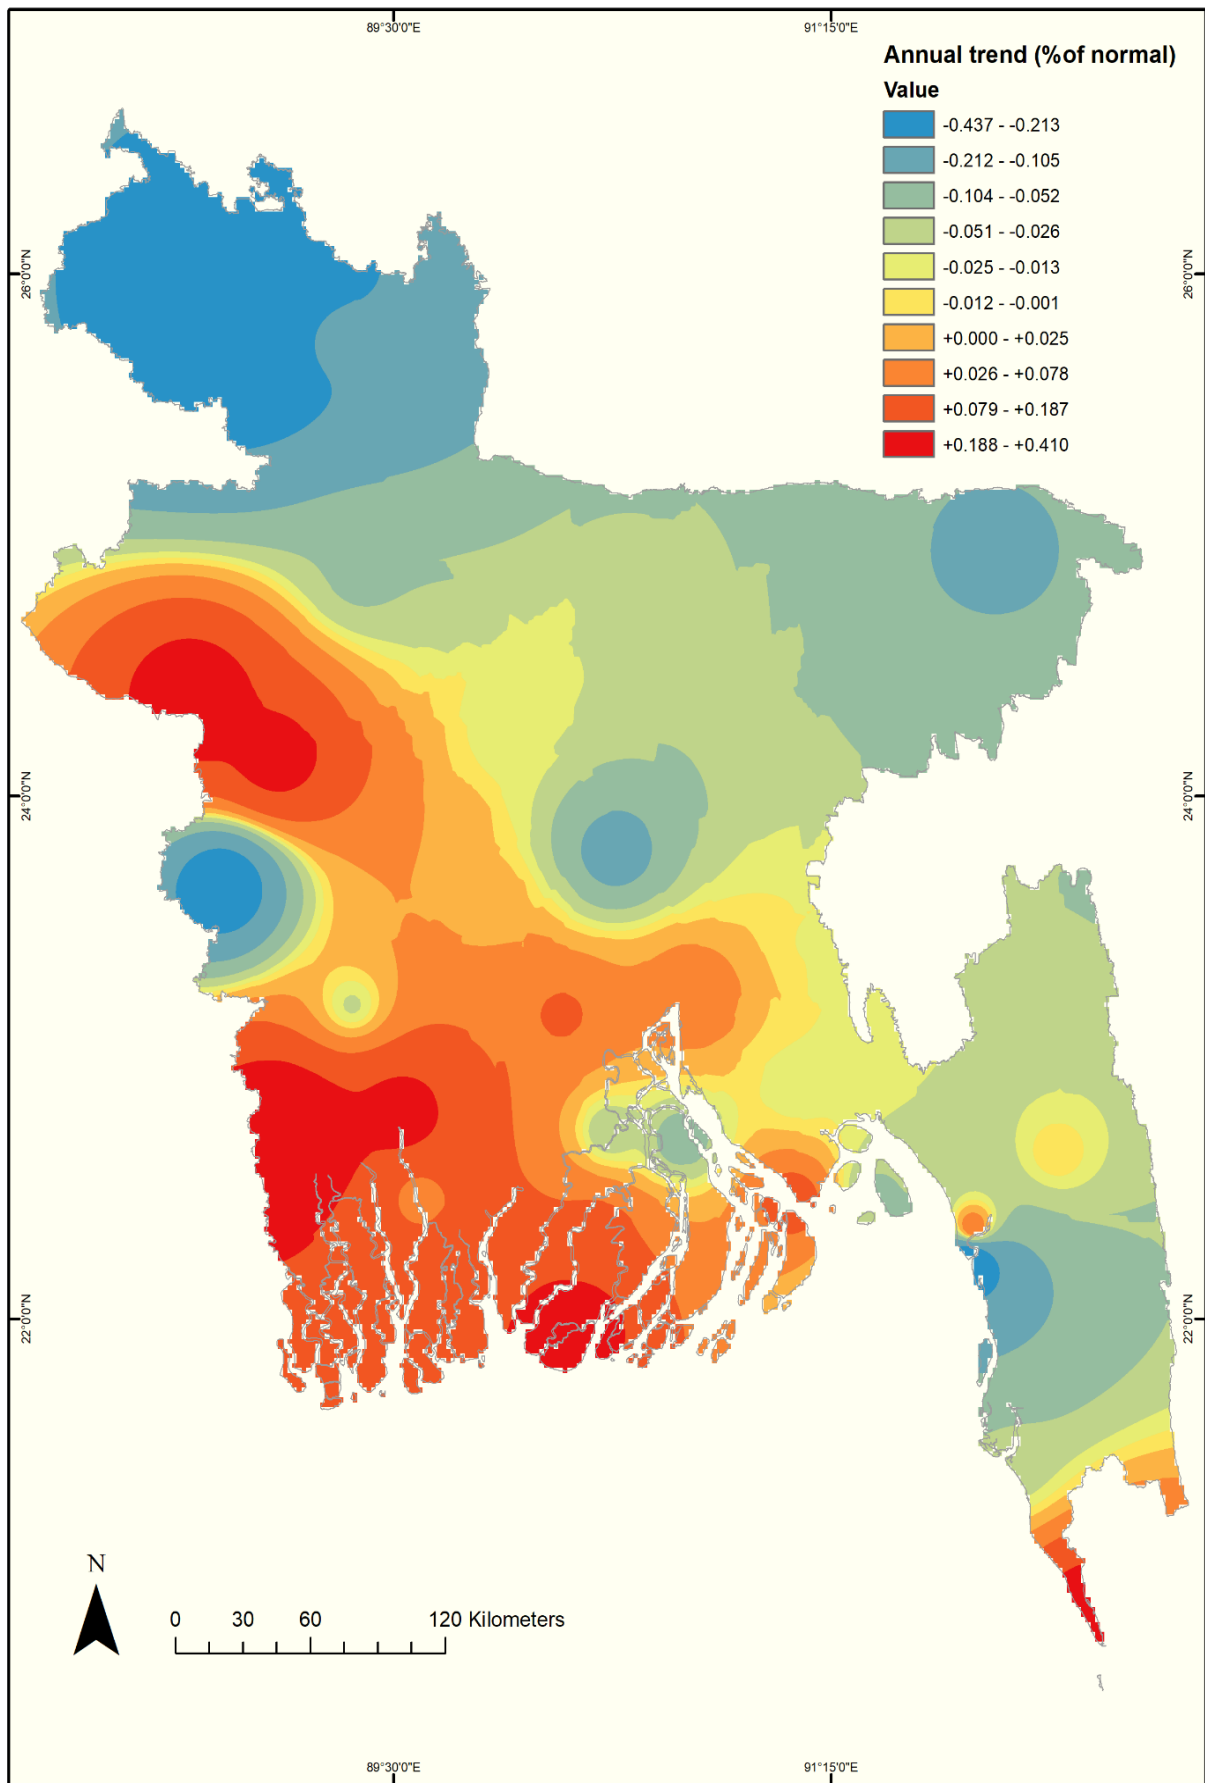 89°30'0"E
91°15'0"E
Annual trend (%of normal)
Value
-0.437 - -0.213
-0.212 - -0.105
-0.104 - -0.052
-0.051 - -0.026
-0.025 - -0.013
-0.012 - -0.001
+0.000 - +0.025
+0.026 - +0.078
+0.079 - +0.187
+0.188 - +0.410
26°0'0"N
26°0'0"N
24°0'0"N
24°0'0"N
22°0'0"N
22°0'0"N
N
0 30 60 120 Kilometers
89°30'0"E
91°15'0"E